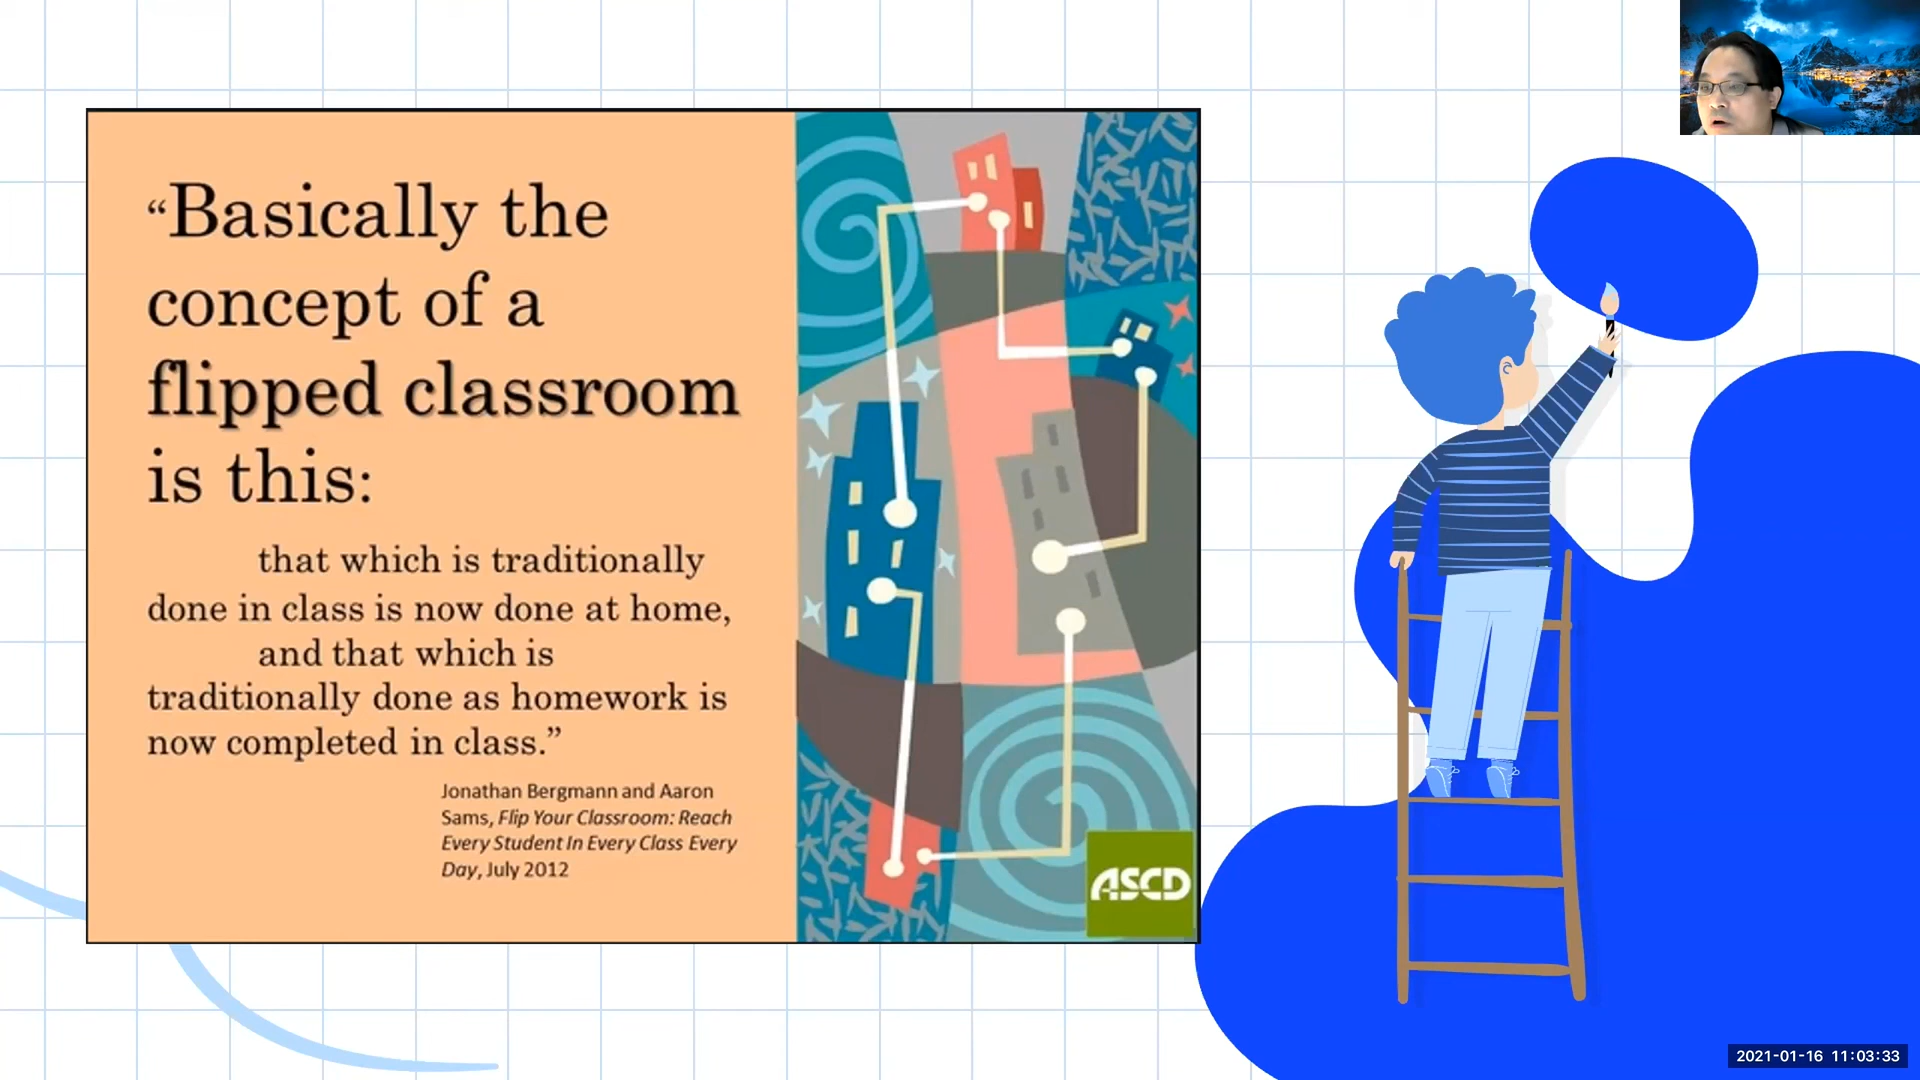 “Basically the
concept of a
flipped classroom
is this:
that which is traditionally
done in class is now done at home,
and that which is
traditionally done as homework is
now completed in class.”
Jonathan Bergmann and Aaron
Sams, Flip Your Classroom: Reach
Every Student In Every Class Every
Day, July 2012
ASCD
2021-01-16 11:03:33